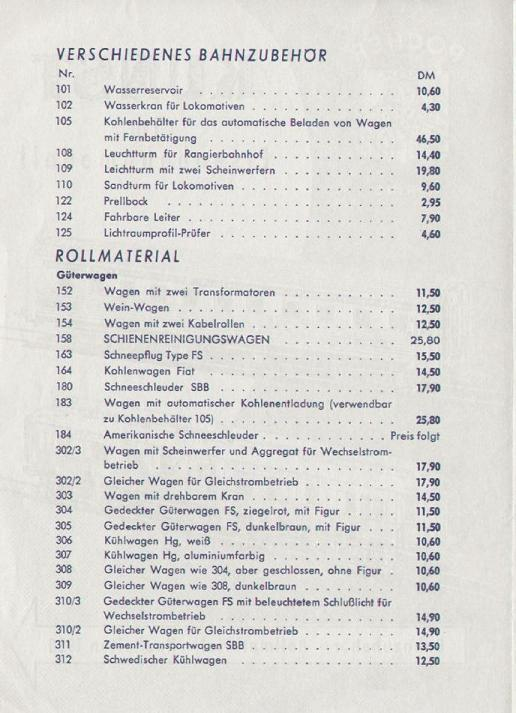 VERSCHIEDENES BAHNZUBEHÖR
Nr. DM
101 Wasserreservoir . . . . . . . . . . . . . . . . . . 10,60
102 Wasserkran für Lokomotiven . . . . . . . . . . . . . 4,30
105 Kohlenbehälter für das automatische Beladen von Wagen
mit Fernbetätigung . . . . . . . . . . . . . . . . . 46,50
108 Leuchtturm für Rangierbahnhof . . . . . . . . . . . 14,40
109 Leichtturm mit zwei Scheinwerfern . . . . . . . . . . 19,80
110 Sandturm für Lokomotiven . . . . . . . . . . . . . . 9,60
122 Prellbock . . . . . . . . . . . . . . . . . . . . 2,95
124 Fahrbare Leiter . . . . . . . . . . . . . . . . . . 7,90
125 Lichtraumprofil-Prüfer . . . . . . . . . . . . . . . 4,60
ROLLMATERIAL
Güterwagen
152 Wagen mit zwei Transformatoren . . . . . . . . . . 11,50
153 Wein-Wagen . . . . . . . . . . . . . . . . . . . 12,50
154 Wagen mit zwei Kabelrollen . . . . . . . . . . . . . 12,50
158 SCHIENENREINIGUNGSWAGEN . . . . . . . . . . . 25,80
163 Schneepflug Type FS . . . . . . . . . . . . . . . . 15,50
164 Kohlenwagen Fiat . . . . . . . . . . . . . . . . . 14,50
180 Schneeschleuder SBB . . . . . . . . . . . . . . . . 17,90
183 Wagen mit automatischer Kohlenentladung (verwendbar
zu Kohlenbehälter 105) . . . . . . . . . . . . . . . 25,80
184 Amerikanische Schneeschleuder . . . . . . . . . . . Preis folgt
302/3 Wagen mit Scheinwerfer und Aggregat für Wechselstrom-
betrieb . . . . . . . . . . . . . . . . . . . . . 17,90
302/2 Gleicher Wagen für Gleichstrombetrieb . . . . . . . . 17,90
303 Wagen mit drehbarem Kran . . . . . . . . . . . . . 14,50
304 Gedeckter Güterwagen FS, ziegelrot, mit Figur . . . . 11,50
305 Gedeckter Güterwagen FS, dunkelbraun, mit Figur . . . 11,50
306 Kühlwagen Hg, weiß . . . . . . . . . . . . . . . . 10,60
307 Kühlwagen Hg, aluminiumfarbig . . . . . . . . . . . 10,60
308 Gleicher Wagen wie 304, aber geschlossen, ohne Figur . 10,60
309 Gleicher Wagen wie 308, dunkelbraun . . . . . . . . . 10,60
310/3 Gedeckter Güterwagen FS mit beleuchtetem Schlußlicht für
Wechselstrombetrieb . . . . . . . . . . . . . . . . 14,90
310/2 Gleicher Wagen für Gleichstrombetrieb . . . . . . . . 14,90
311 Zement-Transportwagen SBB . . . . . . . . . . . . . 13,50
312 Schwedischer Kühlwagen . . . . . . . . . . . . . . 12,50